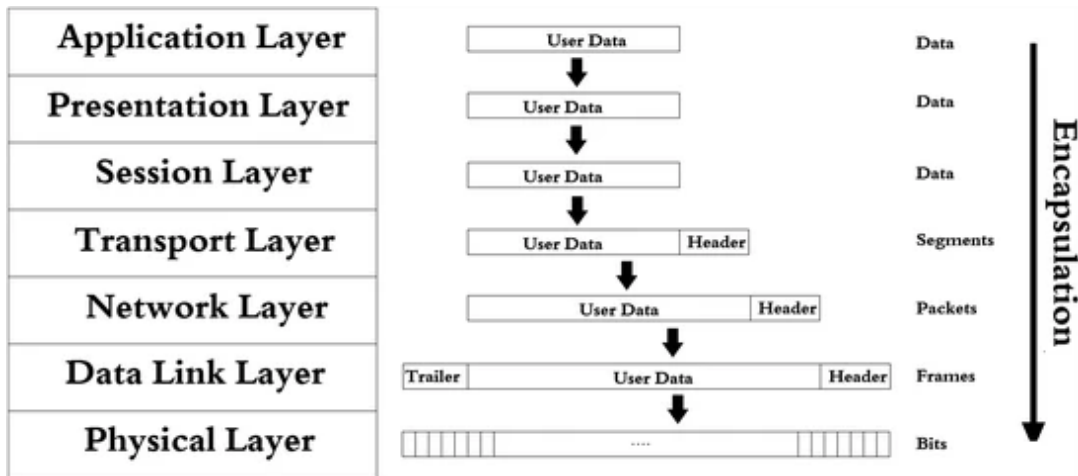 Application Layer
User Data
Data
Presentation Layer
User Data
Data
Session Layer
User Data
Data
Transport Layer
User Data
Header
Segments
Network Layer
User Data
Header
Packets
Data Link Layer
Trailer
User Data
Header
Frames
Physical Layer
....
Bits
Encapsulation